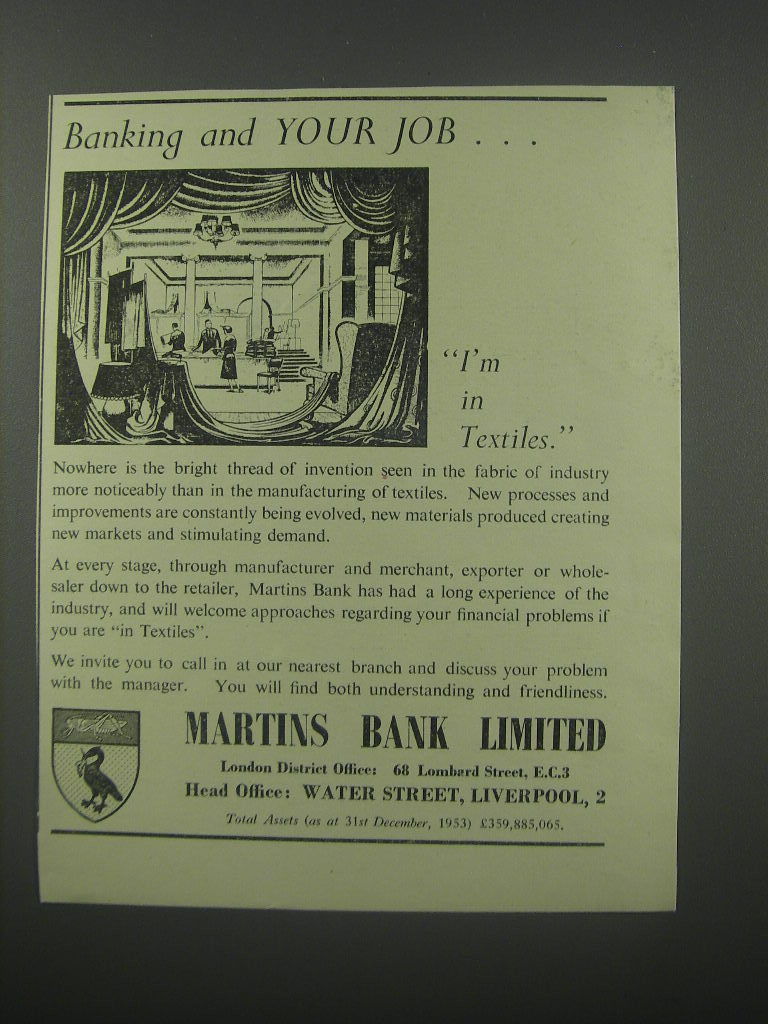 Banking and YOUR JOB . . .
"I'm
in
Textiles."
Nowhere is the bright thread of invention seen in the fabric of industry
more noticeably than in the manufacturing of textiles. New processes and
improvements are constantly being evolved, new materials produced creating
new markets and stimulating demand.
At every stage, through manufacturer and merchant, exporter or whole-
saler down to the retailer, Martins Bank has had a long experience of the
industry, and will welcome approaches regarding your financial problems if
you are "in Textiles".
We invite you to call in at our nearest branch and discuss your problem
with the manager. You will find both understanding and friendliness.
MARTINS BANK LIMITED
London District Office: 68 Lombard Street, E.C.3
Head Office: WATER STREET, LIVERPOOL, 2
Total Assets (as at 31st December, 1953) £359,885,065.